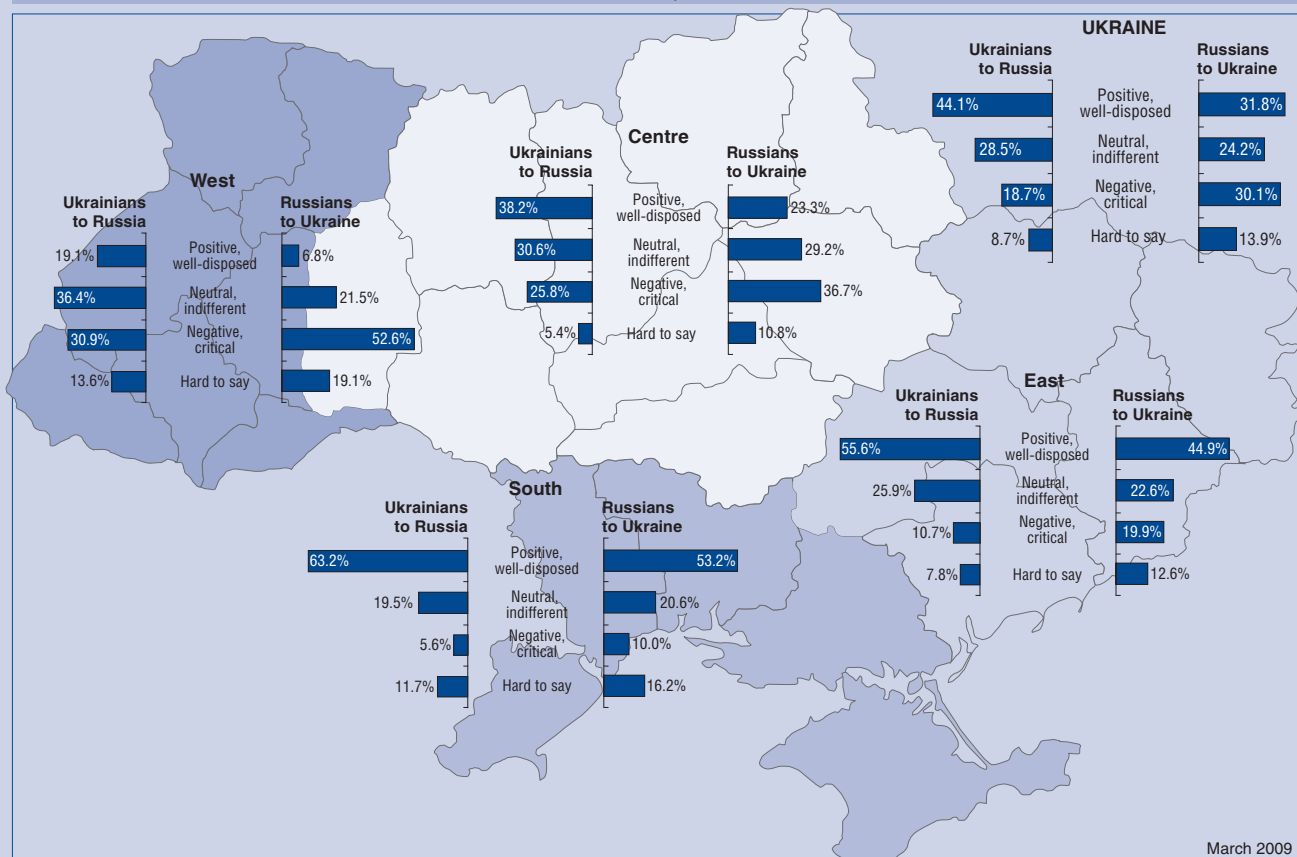 UKRAINE
Ukrainians
to Russia
Russians
to Ukraine
44.1%
Positive,
well-disposed
31.8%
28.5%
Neutral,
indifferent
24.2%
18.7%
Negative,
critical
30.1%
8.7%
Hard to say
13.9%
Centre
Ukrainians
to Russia
Russians
to Ukraine
38.2%
Positive,
well-disposed
23.3%
30.6%
Neutral,
indifferent
29.2%
25.8%
Negative,
critical
36.7%
5.4%
Hard to say
10.8%
West
Ukrainians
to Russia
Russians
to Ukraine
19.1%
Positive,
well-disposed
6.8%
36.4%
Neutral,
indifferent
21.5%
30.9%
Negative,
critical
52.6%
13.6%
Hard to say
19.1%
East
Ukrainians
to Russia
Russians
to Ukraine
55.6%
Positive,
well-disposed
44.9%
25.9%
Neutral,
indifferent
22.6%
10.7%
Negative,
critical
19.9%
7.8%
Hard to say
12.6%
South
Ukrainians
to Russia
Russians
to Ukraine
63.2%
Positive,
well-disposed
53.2%
19.5%
Neutral,
indifferent
20.6%
5.6%
Negative,
critical
10.0%
11.7%
Hard to say
16.2%
March 2009